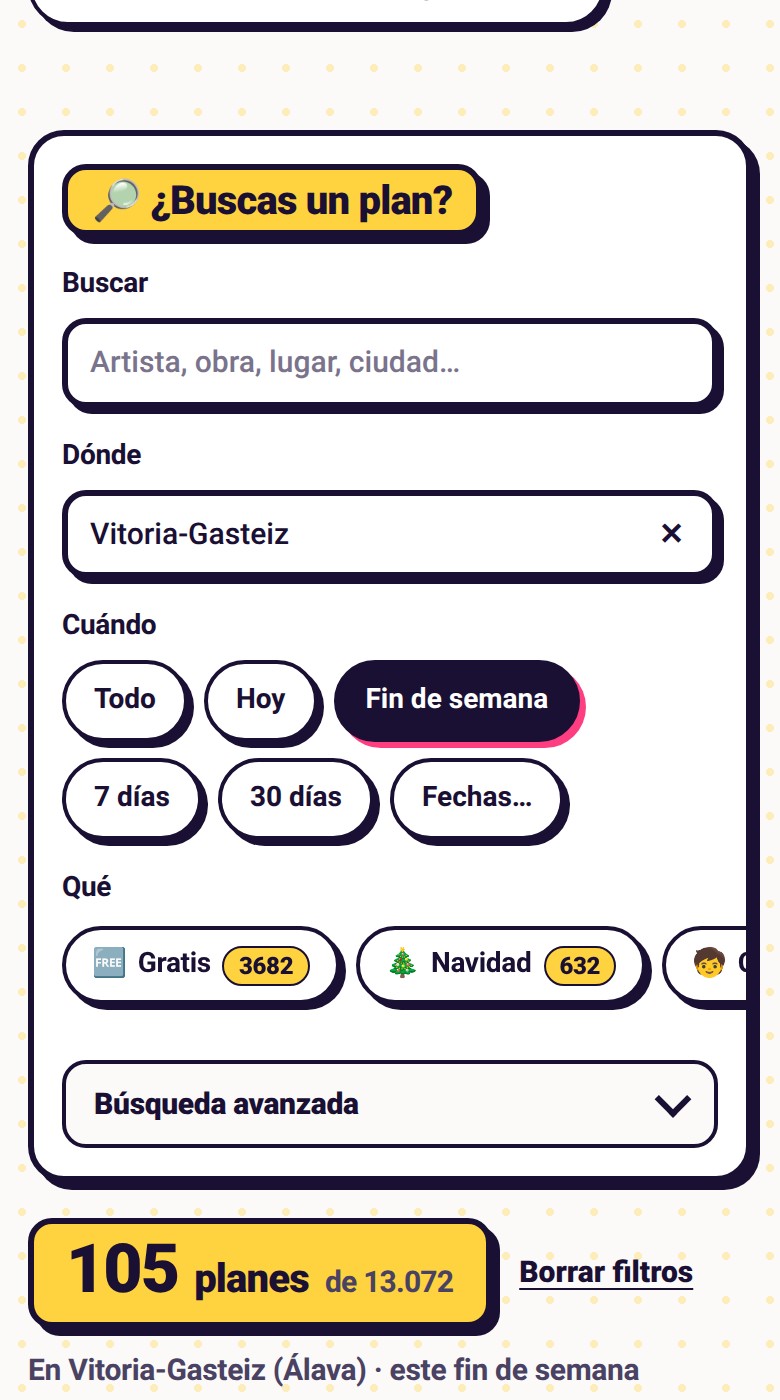 ¿Buscas un plan?
Buscar
Artista, obra, lugar, ciudad…
Dónde
Vitoria-Gasteiz ✕
Cuándo
Todo Hoy Fin de semana
7 días 30 días Fechas…
Qué
FREE Gratis 3682 Navidad 632
Búsqueda avanzada
105 planes de 13.072 Borrar filtros
En Vitoria-Gasteiz (Álava) · este fin de semana